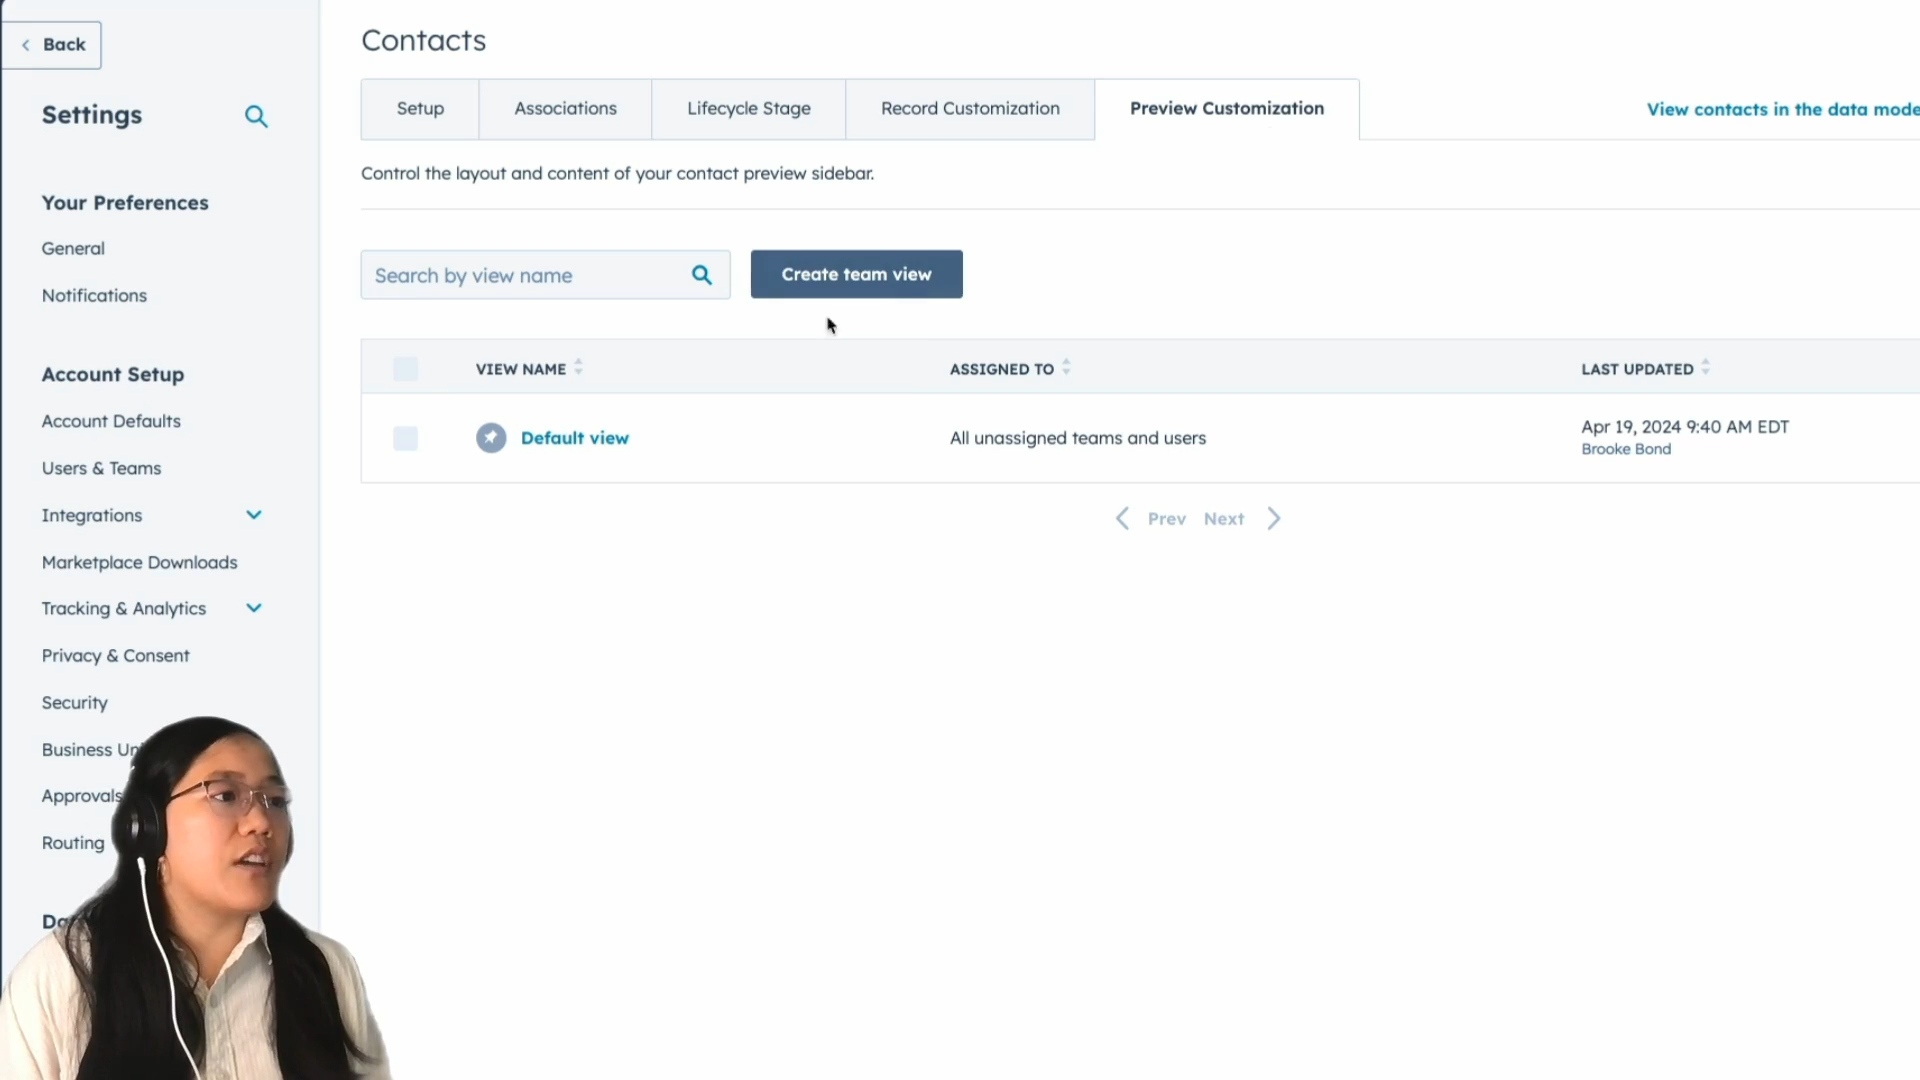 Back
Settings
Your Preferences
General
Notifications
Account Setup
Account Defaults
Users & Teams
Integrations
Marketplace Downloads
Tracking & Analytics
Privacy & Consent
Security
Business
Approvals
Routing
Contacts
Setup
Associations
Lifecycle Stage
Record Customization
Preview Customization
View contacts in the data
Control the layout and content of your contact preview sidebar.
Search by view name
Create team view
VIEW NAME
ASSIGNED TO
LAST UPDATED
Default view
All unassigned teams and users
Apr 19, 2024 9:40 AM EDT
Brooke Bond
Prev
Next